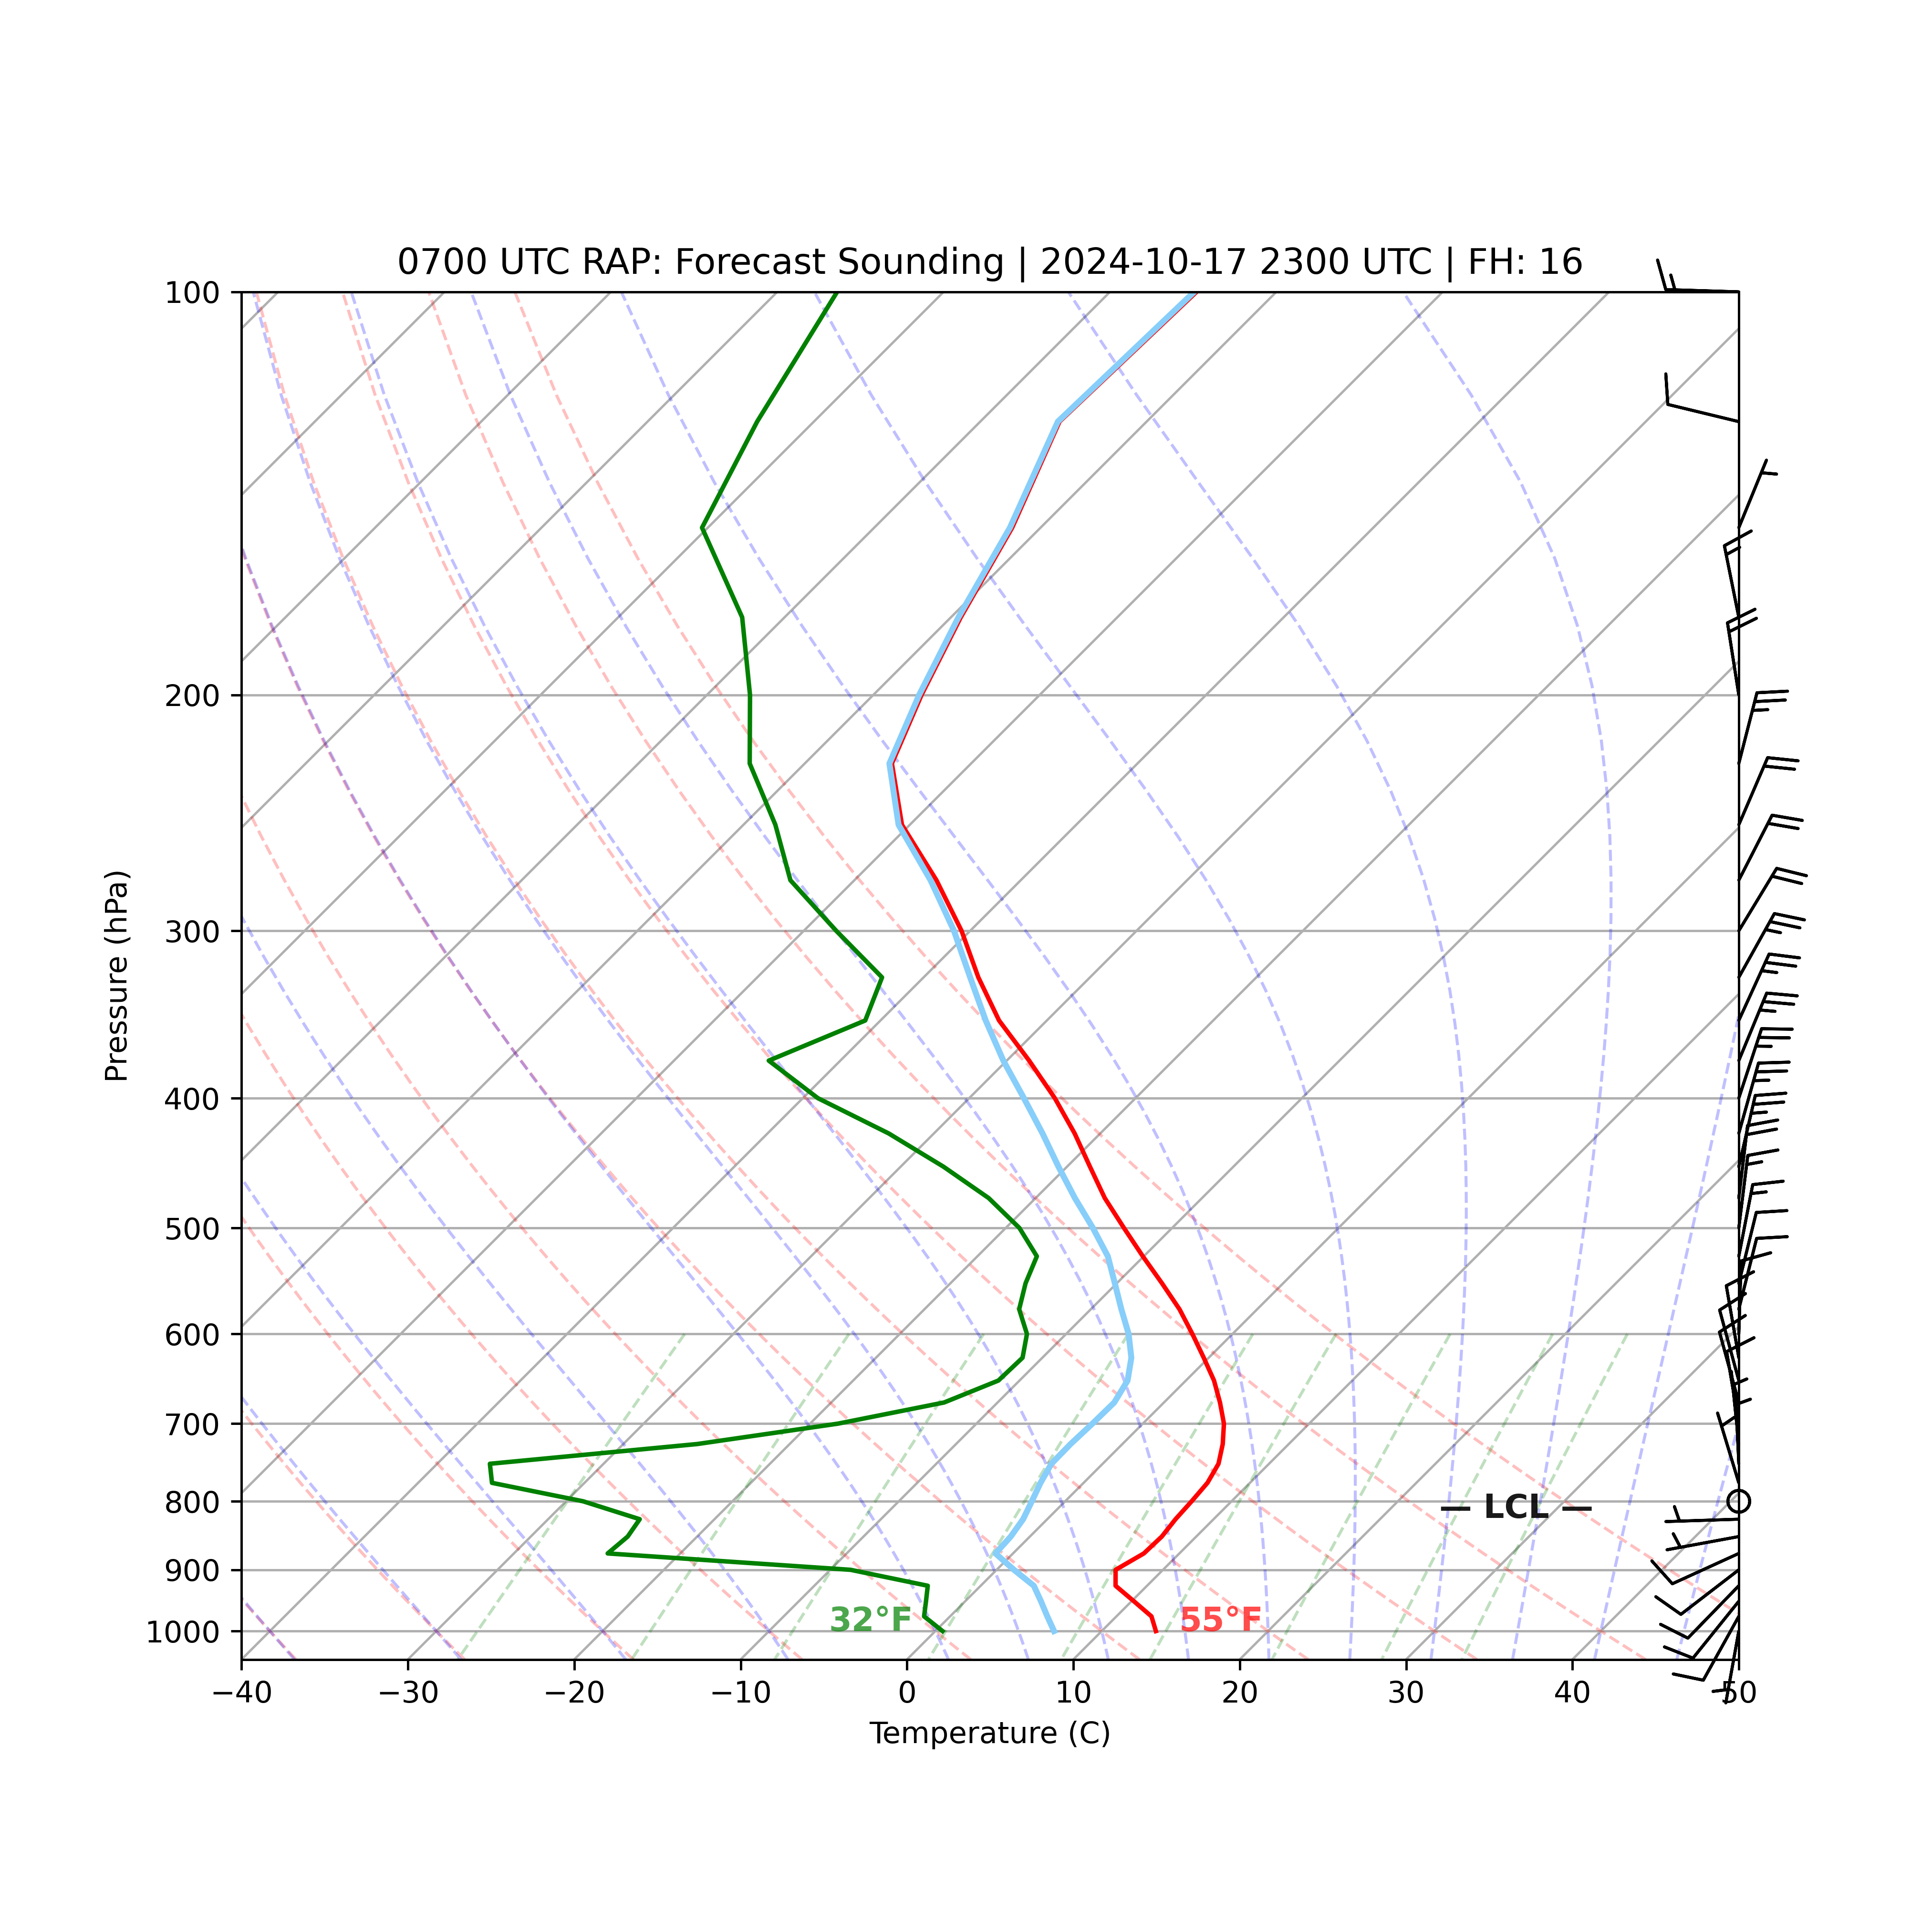 0700 UTC RAP: Forecast Sounding | 2024-10-17 2300 UTC | FH: 16
100
200
300
400
500
600
700
800
900
1000
Pressure (hPa)
— LCL —
32°F
55°F
−40 −30 −20 −10 0 10 20 30 40 50
Temperature (C)